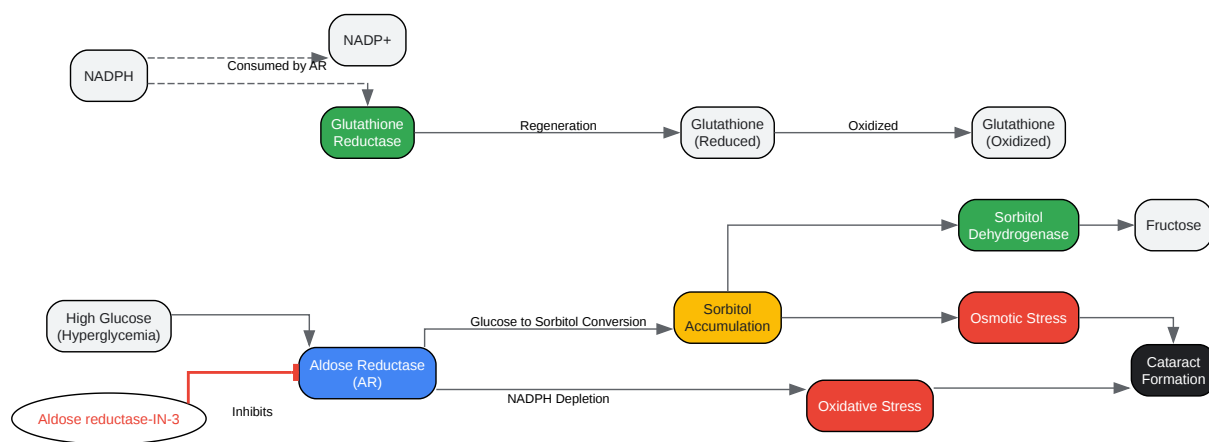 NADP+
NADPH
Consumed by AR
Glutathione
Reductase
Regeneration
Glutathione
(Reduced)
Oxidized
Glutathione
(Oxidized)
Sorbitol
Dehydrogenase
Fructose
High Glucose
(Hyperglycemia)
Glucose to Sorbitol Conversion
Sorbitol
Accumulation
Osmotic Stress
Aldose Reductase
(AR)
NADPH Depletion
Cataract
Formation
Oxidative Stress
Aldose reductase-IN-3
Inhibits